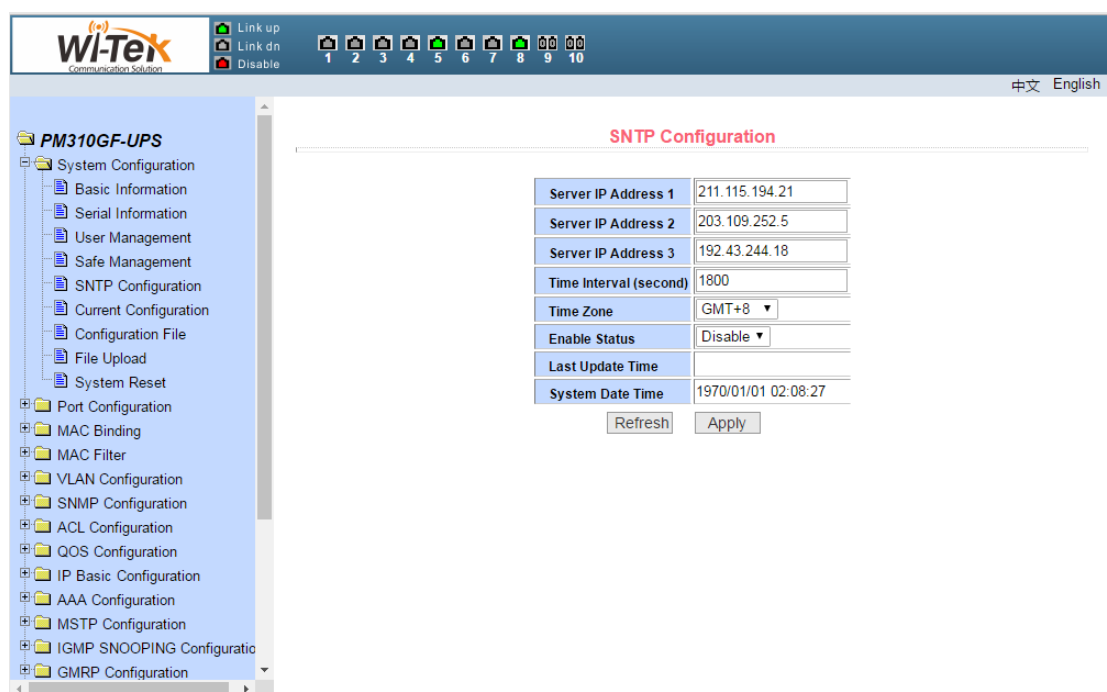 Wi-Tek
Communication Solution
Link up
Link dn
Disable
1 2 3 4 5 6 7 8 9 10
中文 English
PM310GF-UPS
System Configuration
Basic Information
Serial Information
User Management
Safe Management
SNTP Configuration
Current Configuration
Configuration File
File Upload
System Reset
Port Configuration
MAC Binding
MAC Filter
VLAN Configuration
SNMP Configuration
ACL Configuration
QOS Configuration
IP Basic Configuration
AAA Configuration
MSTP Configuration
IGMP SNOOPING Configuratio
GMRP Configuration
SNTP Configuration
Server IP Address 1 211.115.194.21
Server IP Address 2 203.109.252.5
Server IP Address 3 192.43.244.18
Time Interval (second) 1800
Time Zone GMT+8
Enable Status Disable
Last Update Time
System Date Time 1970/01/01 02:08:27
Refresh Apply